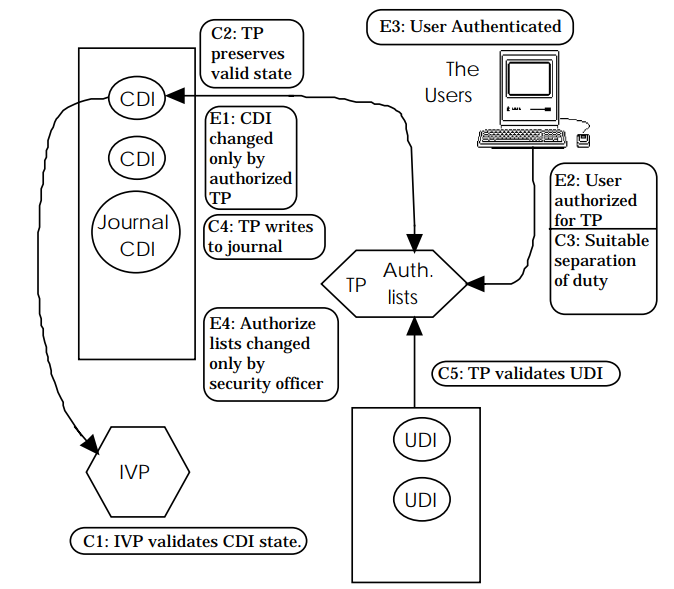 E3: User Authenticated
C2: TP
preserves
valid state
The
Users
CDI
E1: CDI
changed
only by
authorized
TP
CDI
E2: User
authorized
for TP
C3: Suitable
separation
of duty
Journal
CDI
C4: TP writes
to journal
TP
Auth.
lists
E4: Authorize
lists changed
only by
security officer
C5: TP validates UDI
UDI
UDI
IVP
C1: IVP validates CDI state.